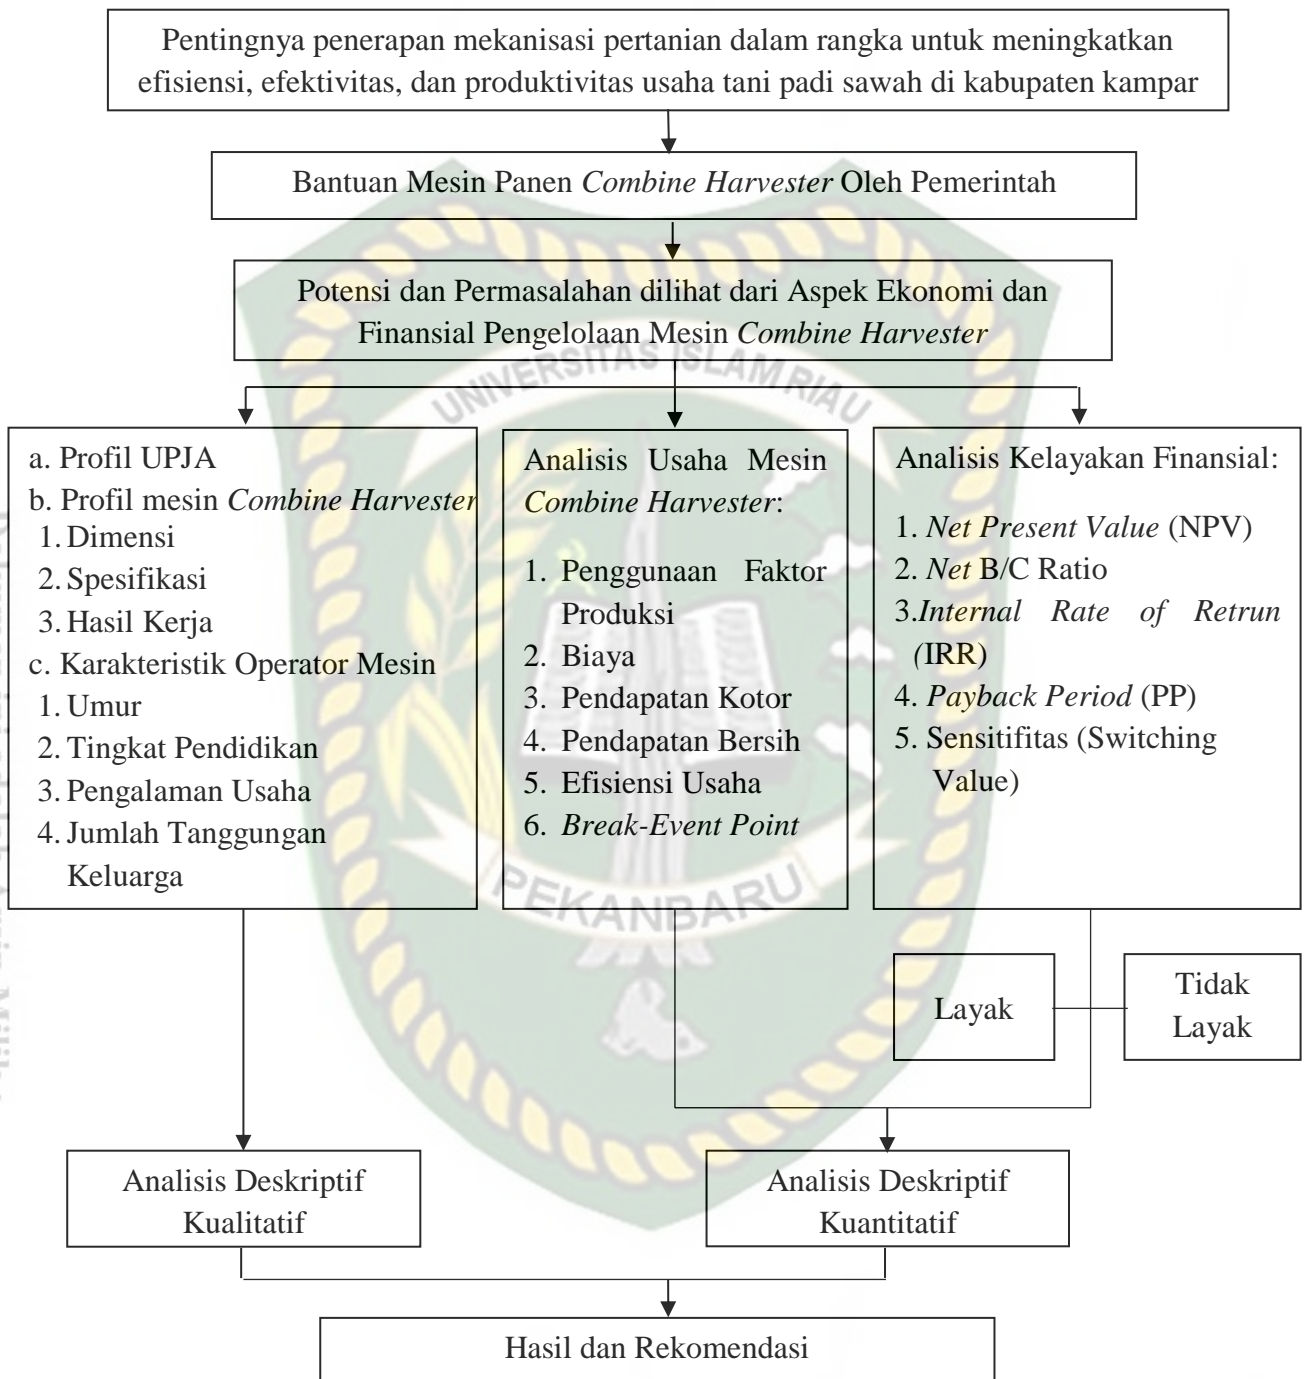 Pentingnya penerapan mekanisasi pertanian dalam rangka untuk meningkatkan
efisiensi, efektivitas, dan produktivitas usaha tani padi sawah di kabupaten kampar
Bantuan Mesin Panen Combine Harvester Oleh Pemerintah
Potensi dan Permasalahan dilihat dari Aspek Ekonomi dan
Finansial Pengelolaan Mesin Combine Harvester
UNIVERSITAS ISLAM RIAU
a. Profil UPJA
b. Profil mesin Combine Harvester
1. Dimensi
2. Spesifikasi
3. Hasil Kerja
c. Karakteristik Operator Mesin
1. Umur
2. Tingkat Pendidikan
3. Pengalaman Usaha
4. Jumlah Tanggungan
Keluarga
Analisis Usaha Mesin
Combine Harvester:
1. Penggunaan Faktor
Produksi
2. Biaya
3. Pendapatan Kotor
4. Pendapatan Bersih
5. Efisiensi Usaha
6. Break-Event Point
Analisis Kelayakan Finansial:
1. Net Present Value (NPV)
2. Net B/C Ratio
3.Internal Rate of Retrun
(IRR)
4. Payback Period (PP)
5. Sensitifitas (Switching
Value)
PEKANBARU
Layak
Tidak
Layak
Analisis Deskriptif
Kualitatif
Analisis Deskriptif
Kuantitatif
Hasil dan Rekomendasi